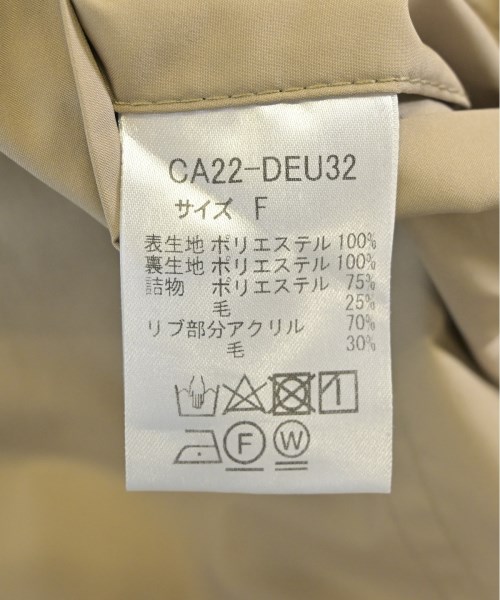 CA22-DEU32
サイズ F
表生地 ポリエステル 100%
裏生地 ポリエステル 100%
詰物 ポリエステル 75%
毛 25%
リブ部分アクリル 70%
毛 30%
F W